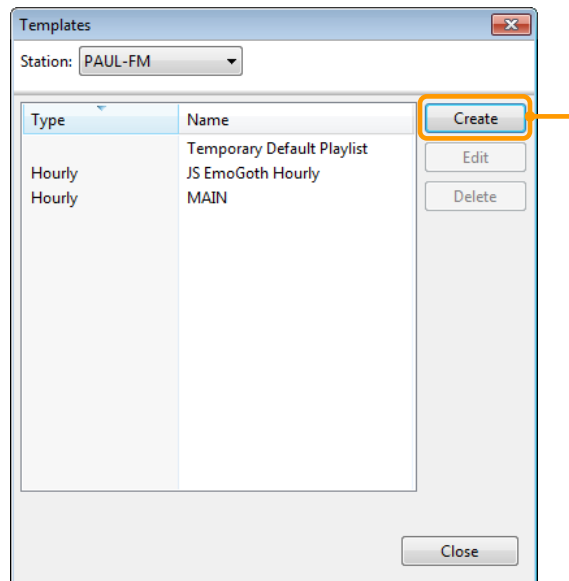 Templates
Station: PAUL-FM
Type Name Create
Temporary Default Playlist
Edit
Hourly JS EmoGoth Hourly
Hourly MAIN Delete
Close